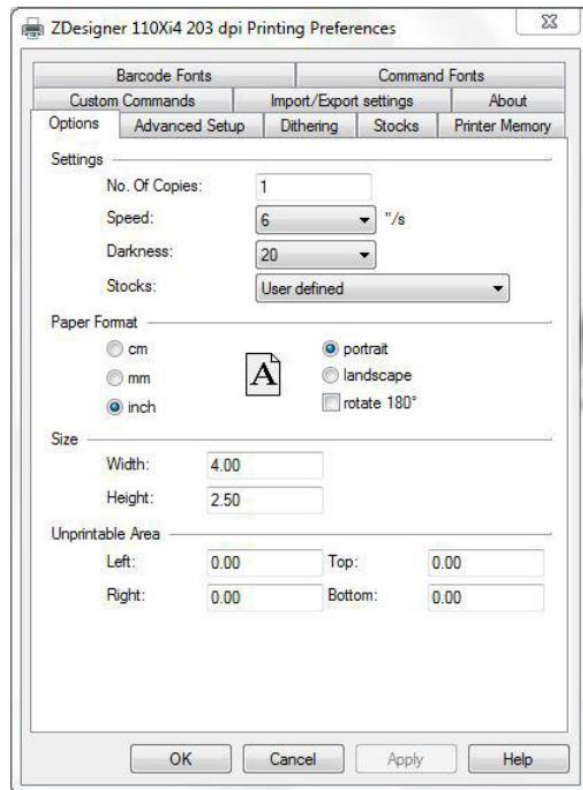 ZDesigner 110Xi4 203 dpi Printing Preferences
Barcode Fonts Command Fonts
Custom Commands Import/Export settings About
Options Advanced Setup Dithering Stocks Printer Memory
Settings
No. Of Copies: 1
Speed: 6 "/s
Darkness: 20
Stocks: User defined
Paper Format
cm A portrait
mm landscape
inch rotate 180°
Size
Width: 4.00
Height: 2.50
Unprintable Area
Left: 0.00 Top: 0.00
Right: 0.00 Bottom: 0.00
OK Cancel Apply Help